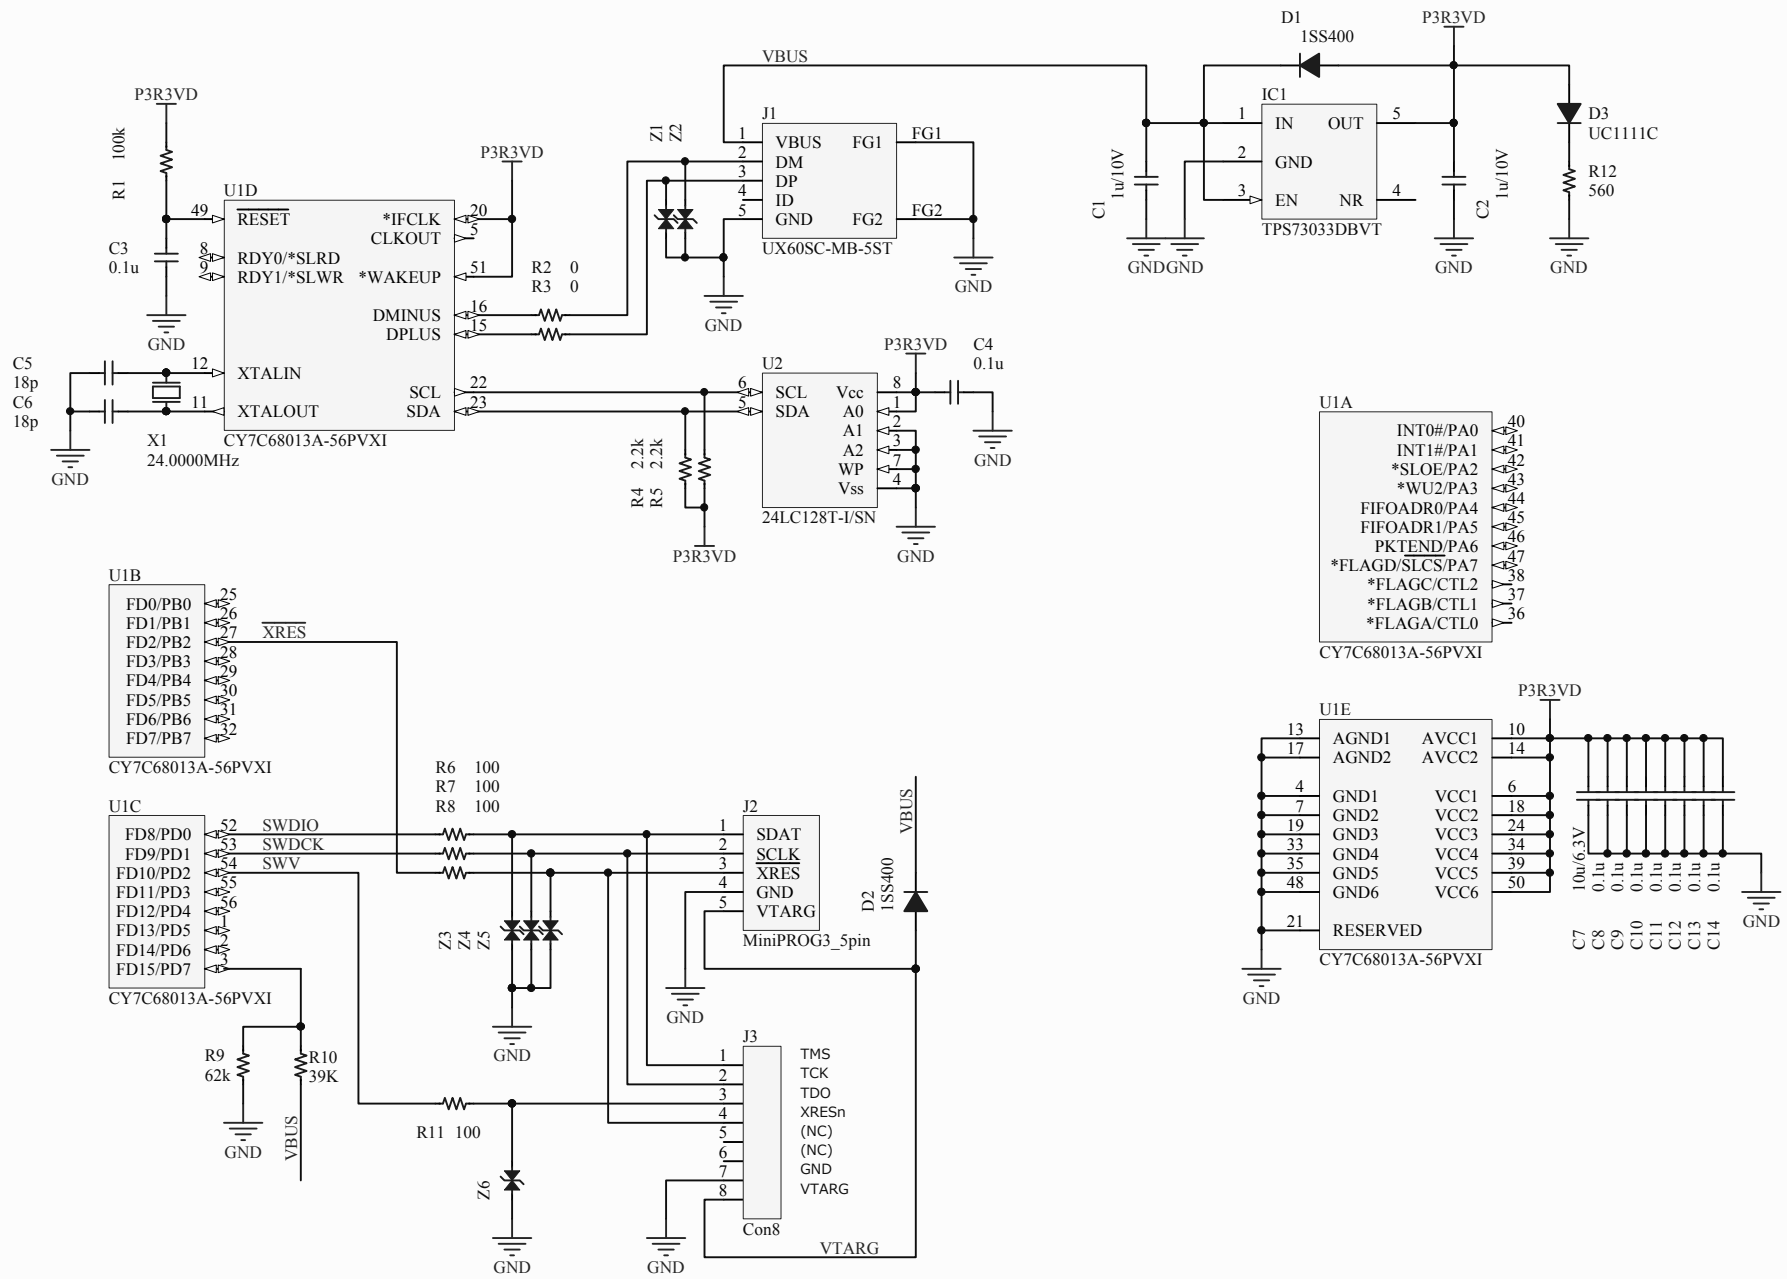 P3R3VD
R1 100k
C3
0.1u
GND
U1D
49 RESET
8 RDY0/*SLRD
9 RDY1/*SLWR
12 XTALIN
11 XTALOUT
*IFCLK 20
CLKOUT 5
*WAKEUP 51
DMINUS 16
DPLUS 15
SCL 22
SDA 23
CY7C68013A-56PVXI
P3R3VD
C5
18p
C6
18p
GND
X1
24.0000MHz
R2 0
R3 0
Z1
Z2
GND
VBUS
J1
1 VBUS
2 DM
3 DP
4 ID
5 GND
FG1 FG1
FG2 FG2
UX60SC-MB-5ST
GND
D1
1SS400
P3R3VD
IC1
1 IN
2 GND
3 EN
OUT 5
NR 4
TPS73033DBVT
C1
1u/10V
GND
GND
C2
1u/10V
GND
D3
UC1111C
R12
560
GND
U2
6 SCL
5 SDA
Vcc 8
A0 1
A1 2
A2 3
WP 7
Vss 4
24LC128T-I/SN
P3R3VD
C4
0.1u
GND
GND
R4 2.2k
R5 2.2k
P3R3VD
U1A
INT0#/PA0 40
INT1#/PA1 41
*SLOE/PA2 42
*WU2/PA3 43
FIFOADR0/PA4 44
FIFOADR1/PA5 45
PKTEND/PA6 46
*FLAGD/SLCS/PA7 47
*FLAGC/CTL2 38
*FLAGB/CTL1 37
*FLAGA/CTL0 36
CY7C68013A-56PVXI
U1B
FD0/PB0 25
FD1/PB1 26
FD2/PB2 27
FD3/PB3 28
FD4/PB4 29
FD5/PB5 30
FD6/PB6 31
FD7/PB7 32
CY7C68013A-56PVXI
XRES
U1C
FD8/PD0 52
FD9/PD1 53
FD10/PD2 54
FD11/PD3 55
FD12/PD4 56
FD13/PD5 1
FD14/PD6 2
FD15/PD7 3
CY7C68013A-56PVXI
SWDIO
SWDCK
SWV
R6 100
R7 100
R8 100
Z3
Z4
Z5
GND
J2
1 SDAT
2 SCLK
3 XRES
4 GND
5 VTARG
MiniPROG3_5pin
GND
VBUS
D2
1SS400
R9
62k
GND
R10
39K
VBUS
R11 100
Z6
GND
J3
1 TMS
2 TCK
3 TDO
4 XRESn
5 (NC)
6 (NC)
7 GND
8 VTARG
Con8
GND
VTARG
U1E
13 AGND1
17 AGND2
4 GND1
7 GND2
19 GND3
33 GND4
35 GND5
48 GND6
21 RESERVED
AVCC1 10
AVCC2 14
VCC1 6
VCC2 18
VCC3 24
VCC4 34
VCC5 39
VCC6 50
CY7C68013A-56PVXI
GND
P3R3VD
C7 10u/6.3V
C8 0.1u
C9 0.1u
C10 0.1u
C11 0.1u
C12 0.1u
C13 0.1u
C14 0.1u
GND